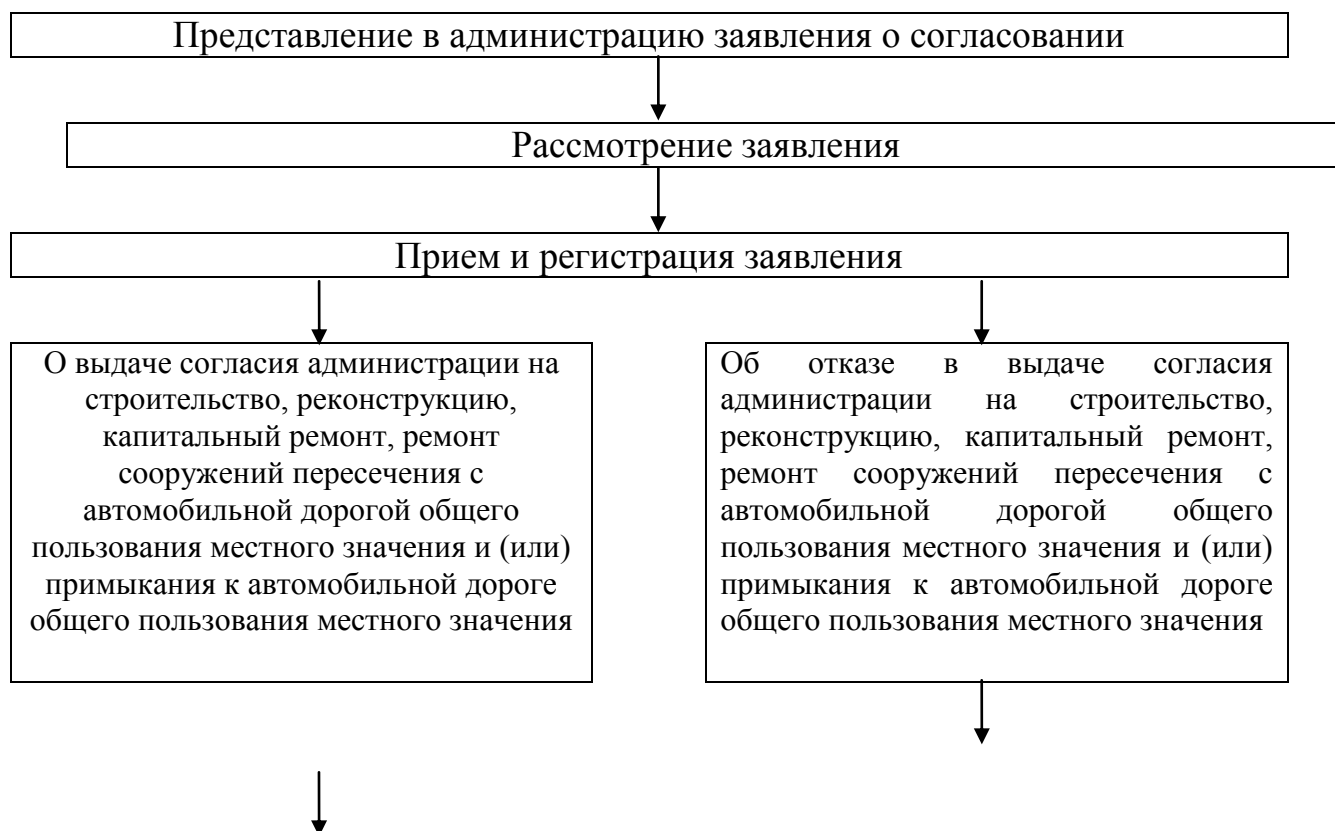 Представление в администрацию заявления о согласовании
Рассмотрение заявления
Прием и регистрация заявления
О выдаче согласия администрации на
строительство, реконструкцию,
капитальный ремонт, ремонт
сооружений пересечения с
автомобильной дорогой общего
пользования местного значения и (или)
примыкания к автомобильной дороге
общего пользования местного значения
Об отказе в выдаче согласия
администрации на строительство,
реконструкцию, капитальный ремонт,
ремонт сооружений пересечения с
автомобильной дорогой общего
пользования местного значения и (или)
примыкания к автомобильной дороге
общего пользования местного значения